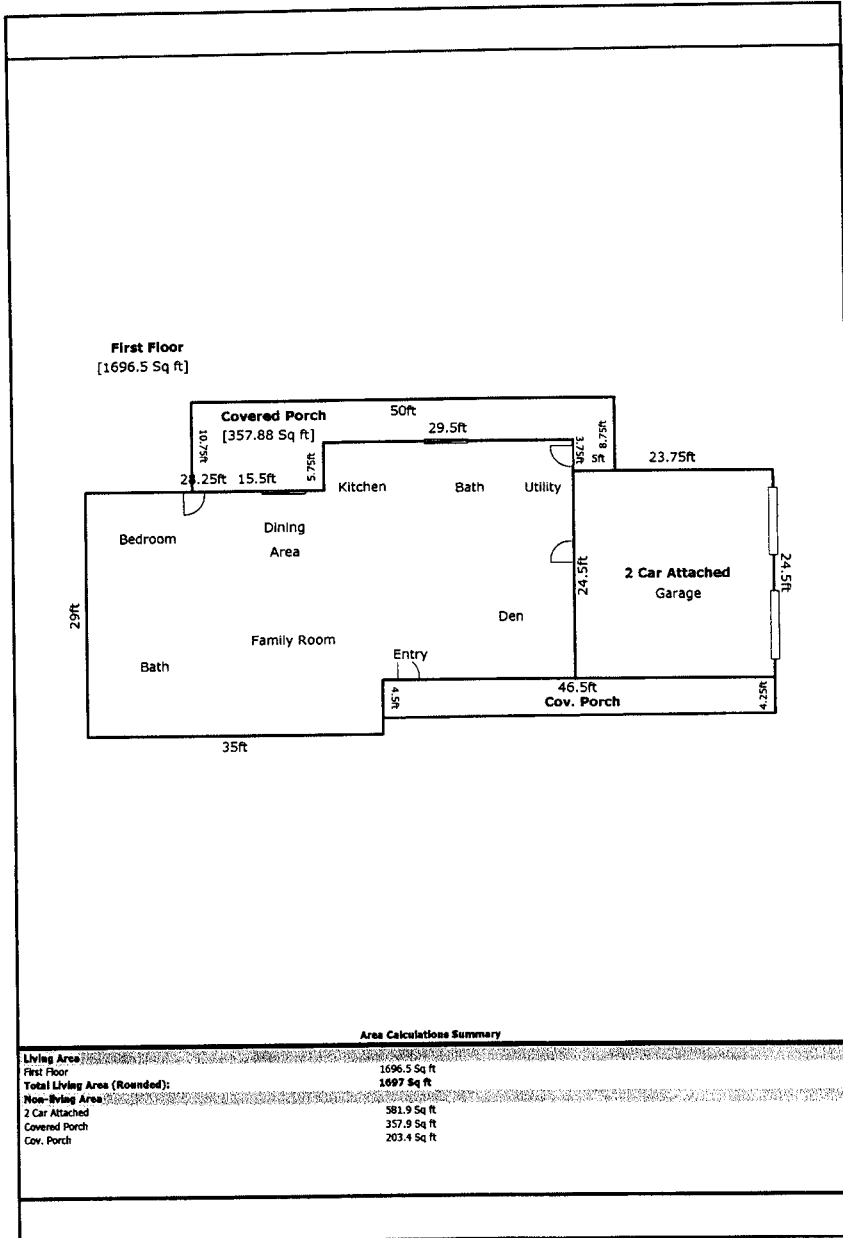 First Floor
[1696.5 Sq ft]
50ft
Covered Porch
[357.88 Sq ft]
29.5ft
10.75ft
5.75ft
3.75ft
8.75ft
5ft
23.75ft
28.25ft 15.5ft
Kitchen
Bath
Utility
Bedroom
Dining
Area
29ft
24.5ft
2 Car Attached
Garage
24.5ft
Den
Family Room
Entry
Bath
4.5ft
46.5ft
Cov. Porch
4.25ft
35ft
Area Calculations Summary
Living Area
First Floor 1696.5 Sq ft
Total Living Area (Rounded): 1697 Sq ft
Non-living Area
2 Car Attached 581.9 Sq ft
Covered Porch 357.9 Sq ft
Cov. Porch 203.4 Sq ft